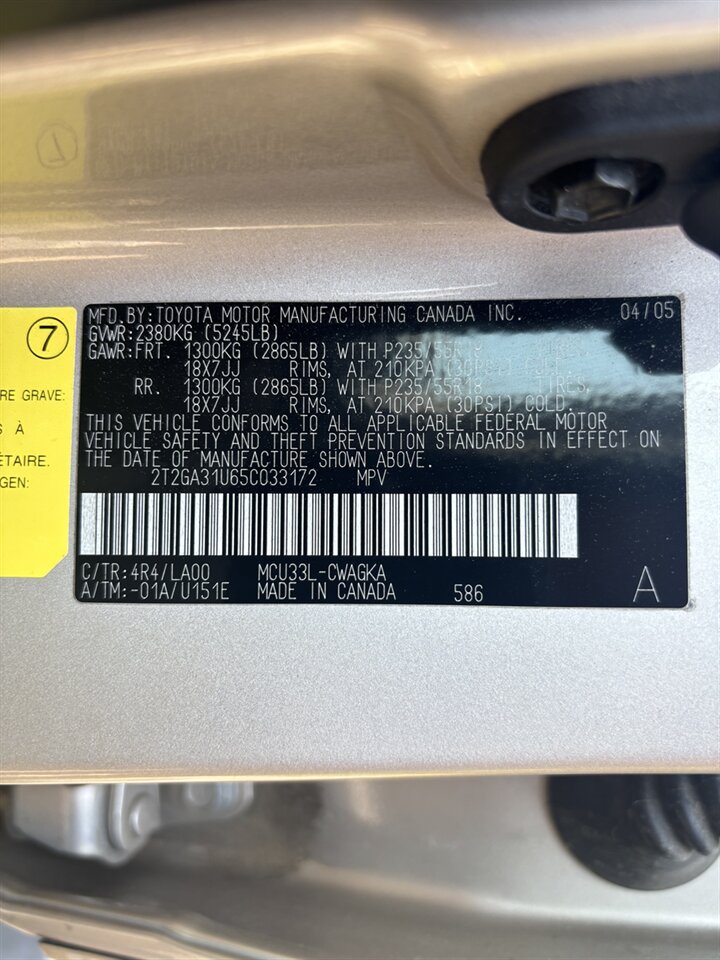 MFD.BY:TOYOTA MOTOR MANUFACTURING CANADA INC. 04/05
GVWR:2380KG (5245LB)
GAWR:FRT. 1300KG (2865LB) WITH P235/55R18 TIRES,
18X7JJ RIMS, AT 210KPA (30PSI) COLD.
RR. 1300KG (2865LB) WITH P235/55R18 TIRES,
18X7JJ RIMS, AT 210KPA (30PSI) COLD.
THIS VEHICLE CONFORMS TO ALL APPLICABLE FEDERAL MOTOR
VEHICLE SAFETY AND THEFT PREVENTION STANDARDS IN EFFECT ON
THE DATE OF MANUFACTURE SHOWN ABOVE.
2T2GA31U65C033172 MPV
C/TR:4R4/LA00 MCU33L-CWAGKA
A/TM:-01A/U151E MADE IN CANADA 586 A
7
RE GRAVE:
S À
ÉTAIRE.
GEN: